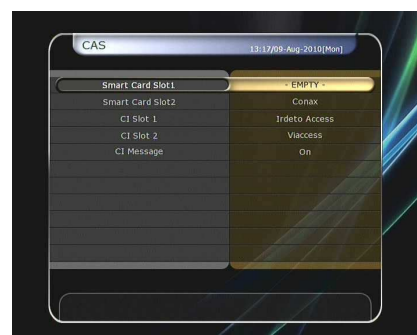 CAS 13:17/09-Aug-2010[Mon]
Smart Card Slot1 - EMPTY -
Smart Card Slot2 Conax
CI Slot 1 Irdeto Access
CI Slot 2 Viaccess
CI Message On